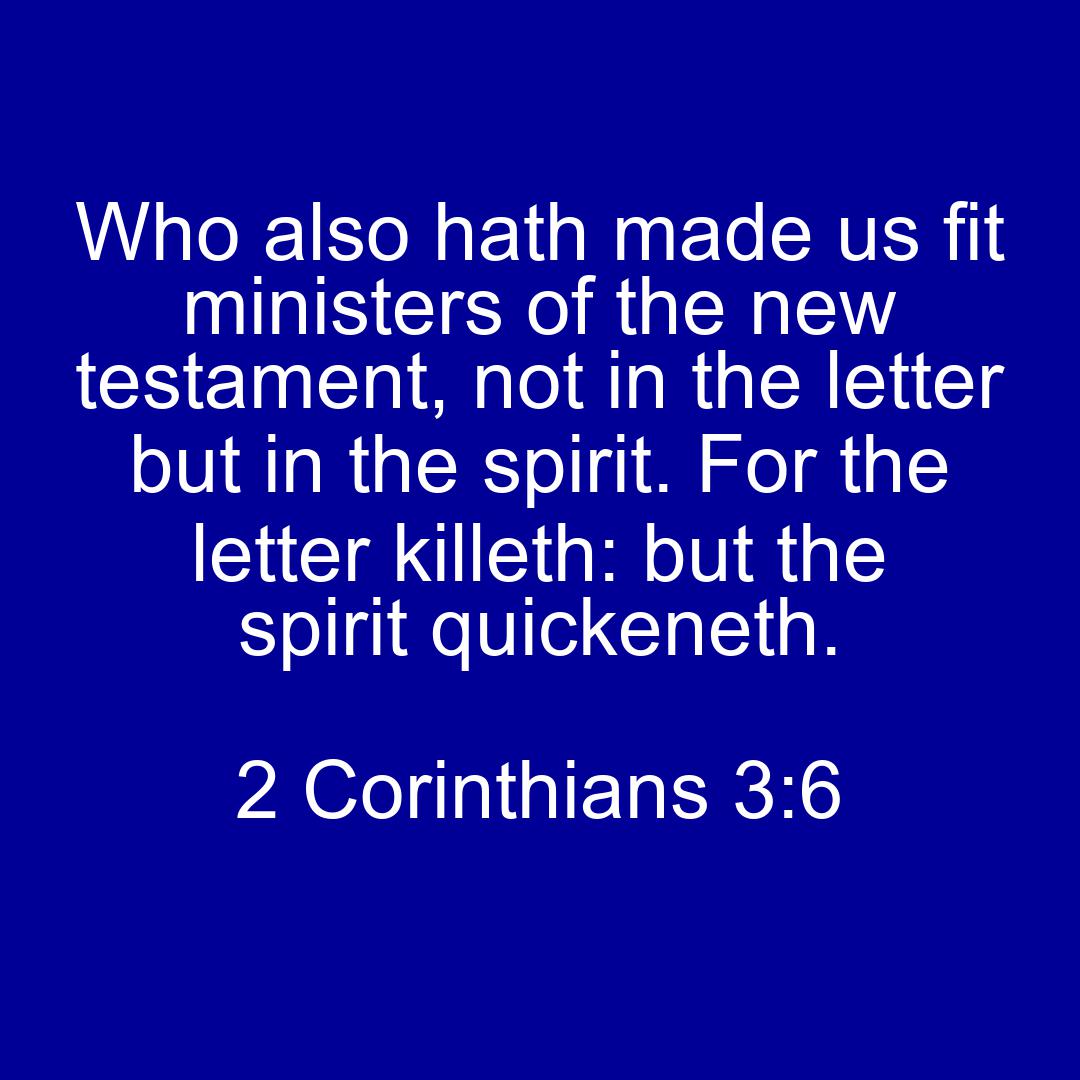 Who also hath made us fit
ministers of the new
testament, not in the letter
but in the spirit. For the
letter killeth: but the
spirit quickeneth.
2 Corinthians 3:6